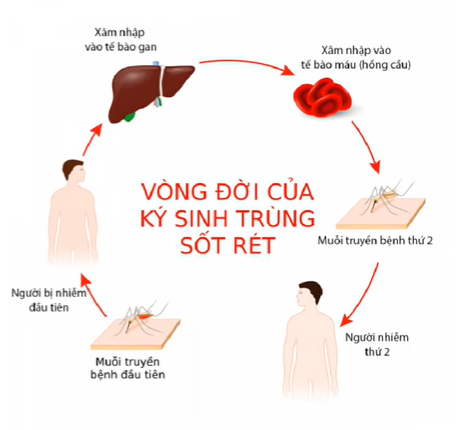 Xâm nhập
vào tế bào gan
Xâm nhập vào
tế bào máu (hồng cầu)
VÒNG ĐỜI CỦA
KÝ SINH TRÙNG
SỐT RÉT
Muỗi truyền bệnh thứ 2
Người bị nhiễm
đầu tiên
Người nhiễm
thứ 2
Muỗi truyền
bệnh đầu tiên